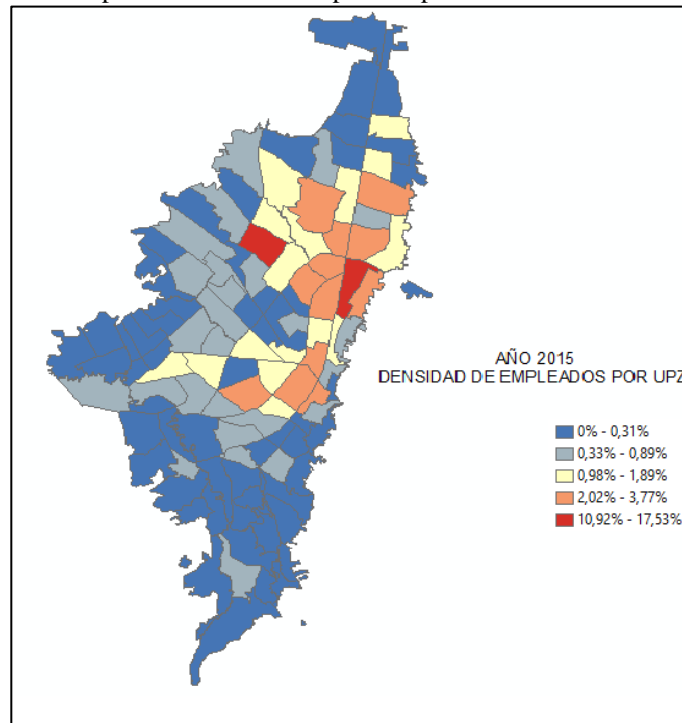 AÑO 2015
DENSIDAD DE EMPLEADOS POR UPZ
0% - 0,31%
0,33% - 0,89%
0,98% - 1,89%
2,02% - 3,77%
10,92% - 17,53%